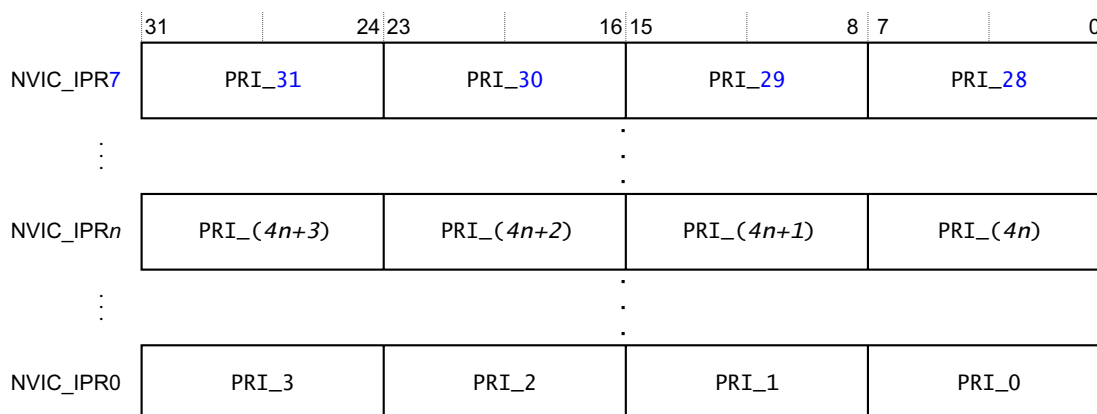 31 24 23 16 15 8 7 0
NVIC_IPR7 PRI_31 PRI_30 PRI_29 PRI_28
NVIC_IPRn PRI_(4n+3) PRI_(4n+2) PRI_(4n+1) PRI_(4n)
NVIC_IPR0 PRI_3 PRI_2 PRI_1 PRI_0